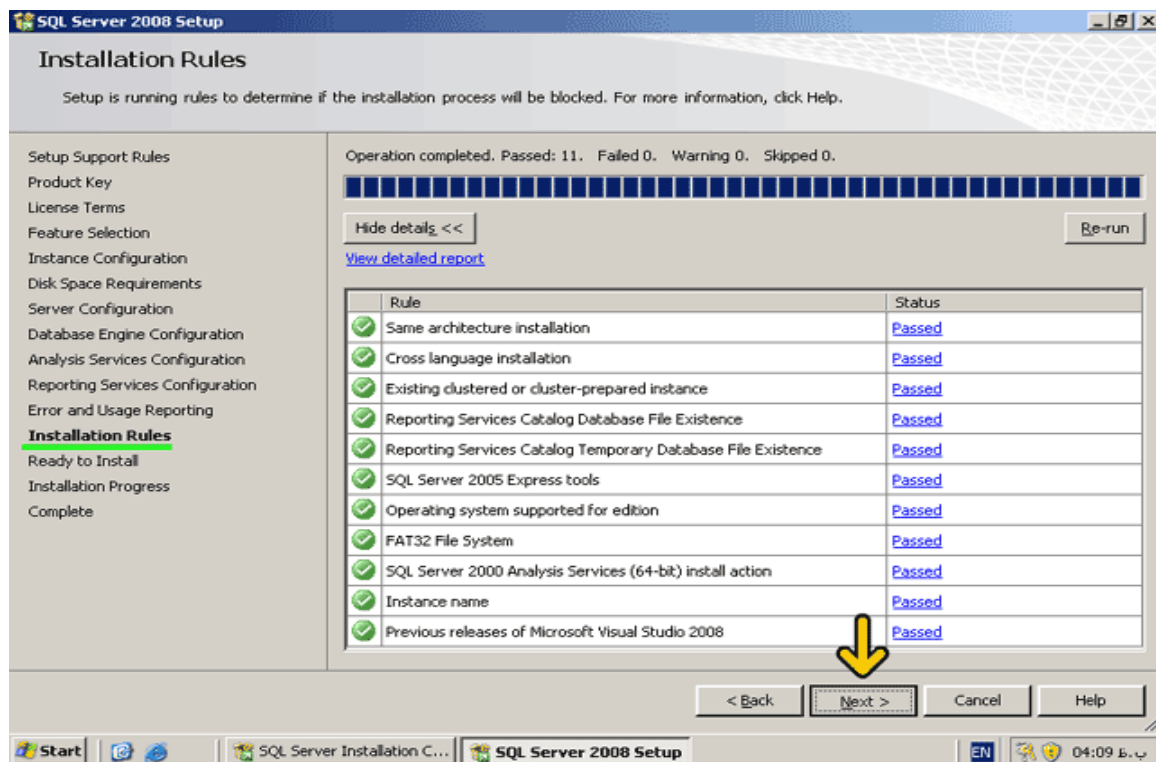 SQL Server 2008 Setup
Installation Rules
Setup is running rules to determine if the installation process will be blocked. For more information, click Help.
Setup Support Rules
Product Key
License Terms
Feature Selection
Instance Configuration
Disk Space Requirements
Server Configuration
Database Engine Configuration
Analysis Services Configuration
Reporting Services Configuration
Error and Usage Reporting
Installation Rules
Ready to Install
Installation Progress
Complete
Operation completed. Passed: 11. Failed 0. Warning 0. Skipped 0.
Hide details <<
Re-run
View detailed report
Rule Status
Same architecture installation Passed
Cross language installation Passed
Existing clustered or cluster-prepared instance Passed
Reporting Services Catalog Database File Existence Passed
Reporting Services Catalog Temporary Database File Existence Passed
SQL Server 2005 Express tools Passed
Operating system supported for edition Passed
FAT32 File System Passed
SQL Server 2000 Analysis Services (64-bit) install action Passed
Instance name Passed
Previous releases of Microsoft Visual Studio 2008 Passed
< Back Next > Cancel Help
Start SQL Server Installation C... SQL Server 2008 Setup EN 04:09 ب.ظ